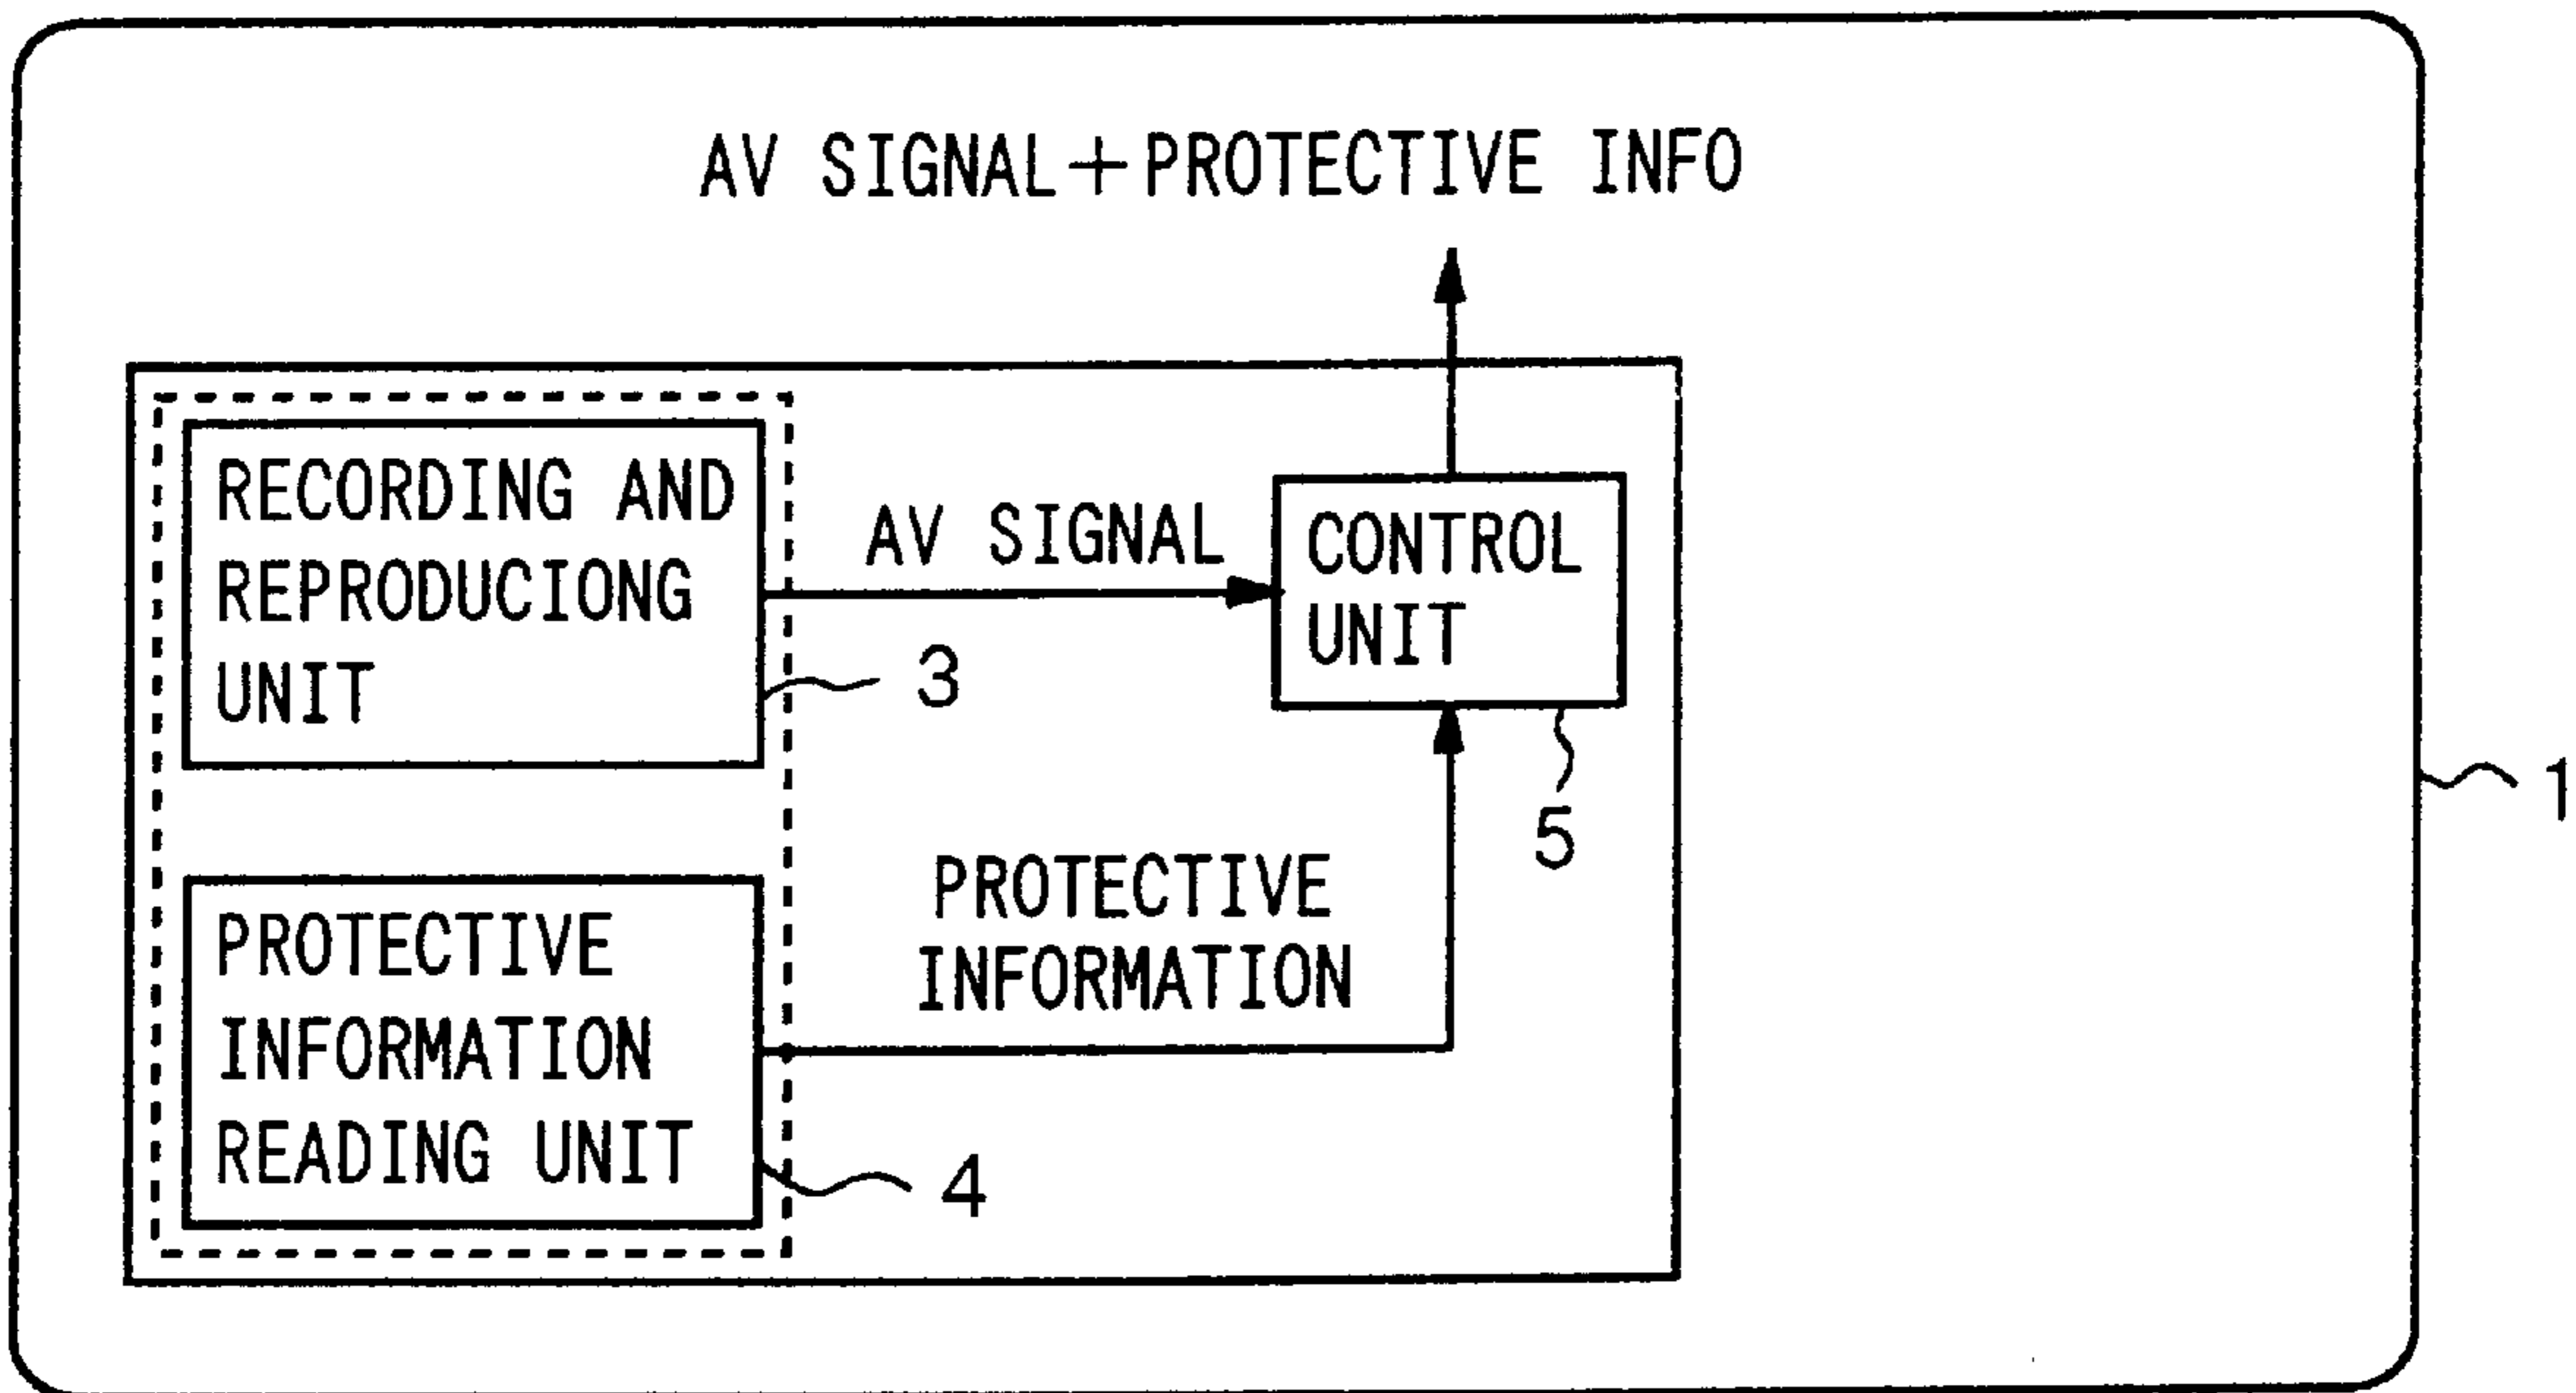 AV SIGNAL+PROTECTIVE INFO
RECORDING AND
REPRODUCIONG
UNIT
3
AV SIGNAL
CONTROL
UNIT
5
1
PROTECTIVE
INFORMATION
READING UNIT
4
PROTECTIVE
INFORMATION